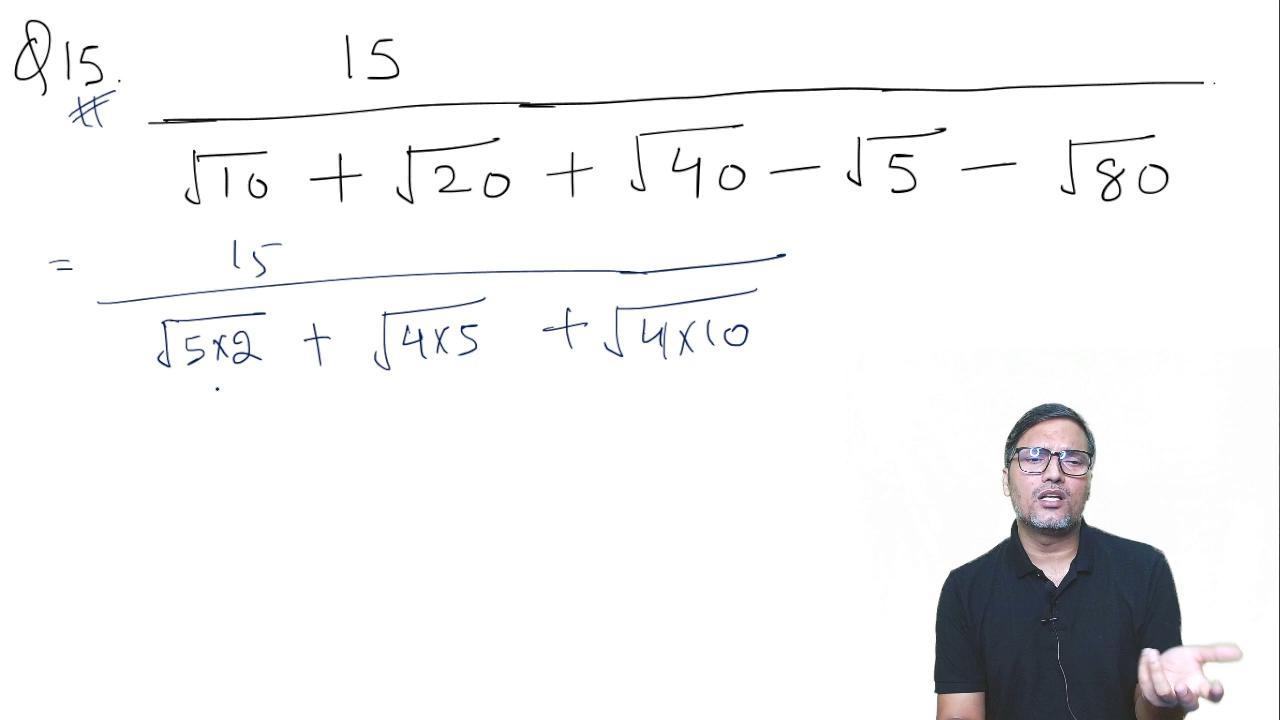 Q15.
15
√10 + √20 + √40 − √5 − √80
= 15
√5×2 + √4×5 + √4×10